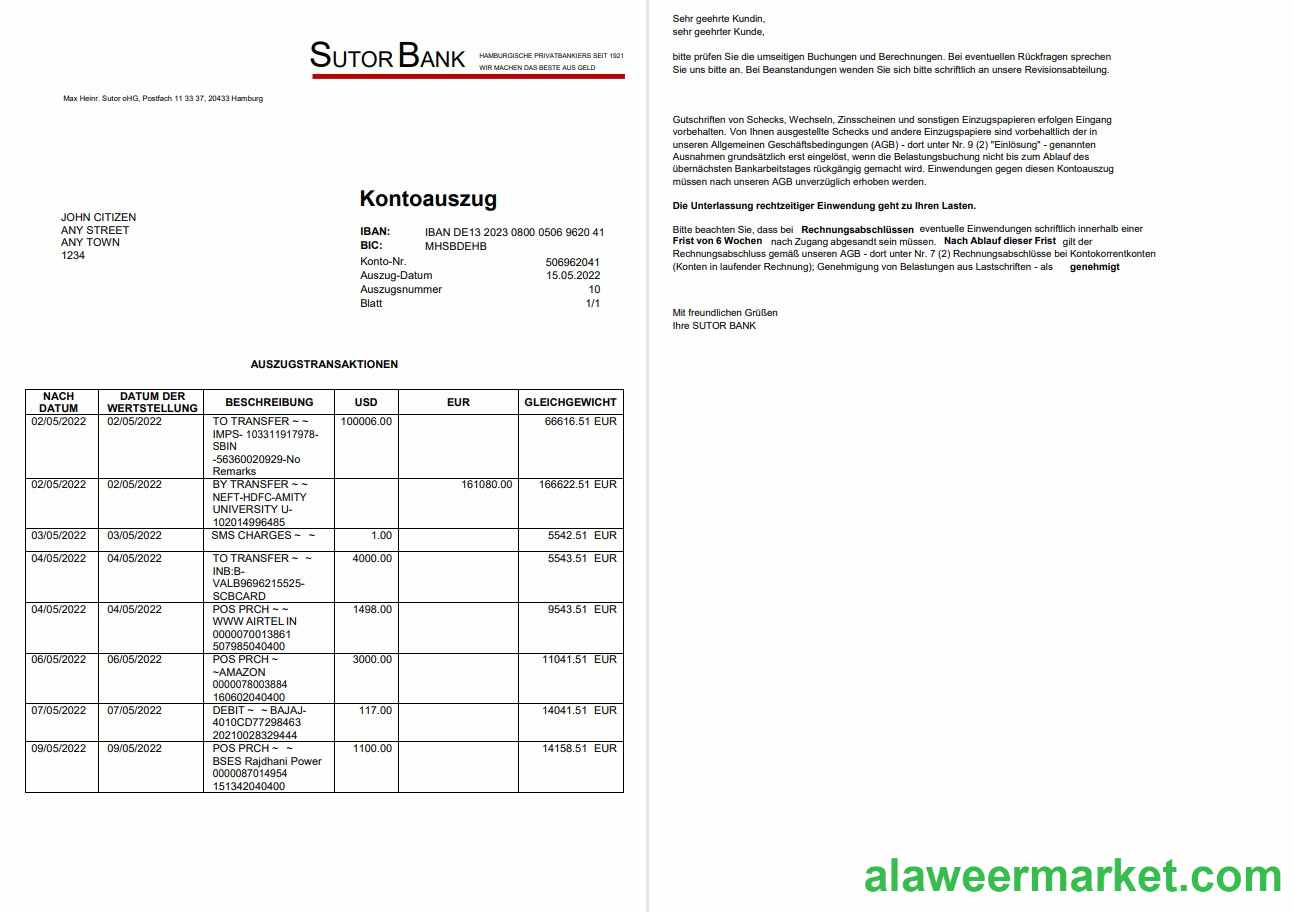 SUTOR BANK HAMBURGISCHE PRIVATBANKIERS SEIT 1921
WIR MACHEN DAS BESTE AUS GELD
Max Heinr. Sutor oHG, Postfach 11 33 37, 20433 Hamburg
Kontoauszug
JOHN CITIZEN
ANY STREET
ANY TOWN
1234
IBAN: IBAN DE13 2023 0800 0506 9620 41
BIC: MHSBDEHB
Konto-Nr. 506962041
Auszug-Datum 15.05.2022
Auszugsnummer 10
Blatt 1/1
AUSZUGSTRANSAKTIONEN
NACH DATUM DATUM DER WERTSTELLUNG BESCHREIBUNG USD EUR GLEICHGEWICHT
02/05/2022 02/05/2022 TO TRANSFER ~ ~ 100006.00 66616.51 EUR
IMPS- 103311917978-
SBIN
-56360020929-No
Remarks
02/05/2022 02/05/2022 BY TRANSFER ~ ~ 161080.00 166622.51 EUR
NEFT-HDFC-AMITY
UNIVERSITY U-
102014996485
03/05/2022 03/05/2022 SMS CHARGES ~ ~ 1.00 5542.51 EUR
04/05/2022 04/05/2022 TO TRANSFER ~ ~ 4000.00 5543.51 EUR
INB:B-
VALB9696215525-
SCBCARD
04/05/2022 04/05/2022 POS PRCH ~ ~ 1498.00 9543.51 EUR
WWW AIRTEL IN
0000070013861
507985040400
06/05/2022 06/05/2022 POS PRCH ~ 3000.00 11041.51 EUR
~AMAZON
0000078003884
160602040400
07/05/2022 07/05/2022 DEBIT ~ ~ BAJAJ- 117.00 14041.51 EUR
4010CD77298463
20210028329444
09/05/2022 09/05/2022 POS PRCH ~ ~ 1100.00 14158.51 EUR
BSES Rajdhani Power
0000087014954
151342040400
Sehr geehrte Kundin,
sehr geehrter Kunde,
bitte prüfen Sie die umseitigen Buchungen und Berechnungen. Bei eventuellen Rückfragen sprechen
Sie uns bitte an. Bei Beanstandungen wenden Sie sich bitte schriftlich an unsere Revisionsabteilung.
Gutschriften von Schecks, Wechseln, Zinsscheinen und sonstigen Einzugspapieren erfolgen Eingang
vorbehalten. Von Ihnen ausgestellte Schecks und andere Einzugspapiere sind vorbehaltlich der in
unseren Allgemeinen Geschäftsbedingungen (AGB) - dort unter Nr. 9 (2) "Einlösung" - genannten
Ausnahmen grundsätzlich erst eingelöst, wenn die Belastungsbuchung nicht bis zum Ablauf des
übernächsten Bankarbeitstages rückgängig gemacht wird. Einwendungen gegen diesen Kontoauszug
müssen nach unseren AGB unverzüglich erhoben werden.
Die Unterlassung rechtzeitiger Einwendung geht zu Ihren Lasten.
Bitte beachten Sie, dass bei Rechnungsabschlüssen eventuelle Einwendungen schriftlich innerhalb einer
Frist von 6 Wochen nach Zugang abgesandt sein müssen. Nach Ablauf dieser Frist gilt der
Rechnungsabschluss gemäß unseren AGB - dort unter Nr. 7 (2) Rechnungsabschlüsse bei Kontokorrentkonten
(Konten in laufender Rechnung); Genehmigung von Belastungen aus Lastschriften - als genehmigt
Mit freundlichen Grüßen
Ihre SUTOR BANK
alaweermarket.com